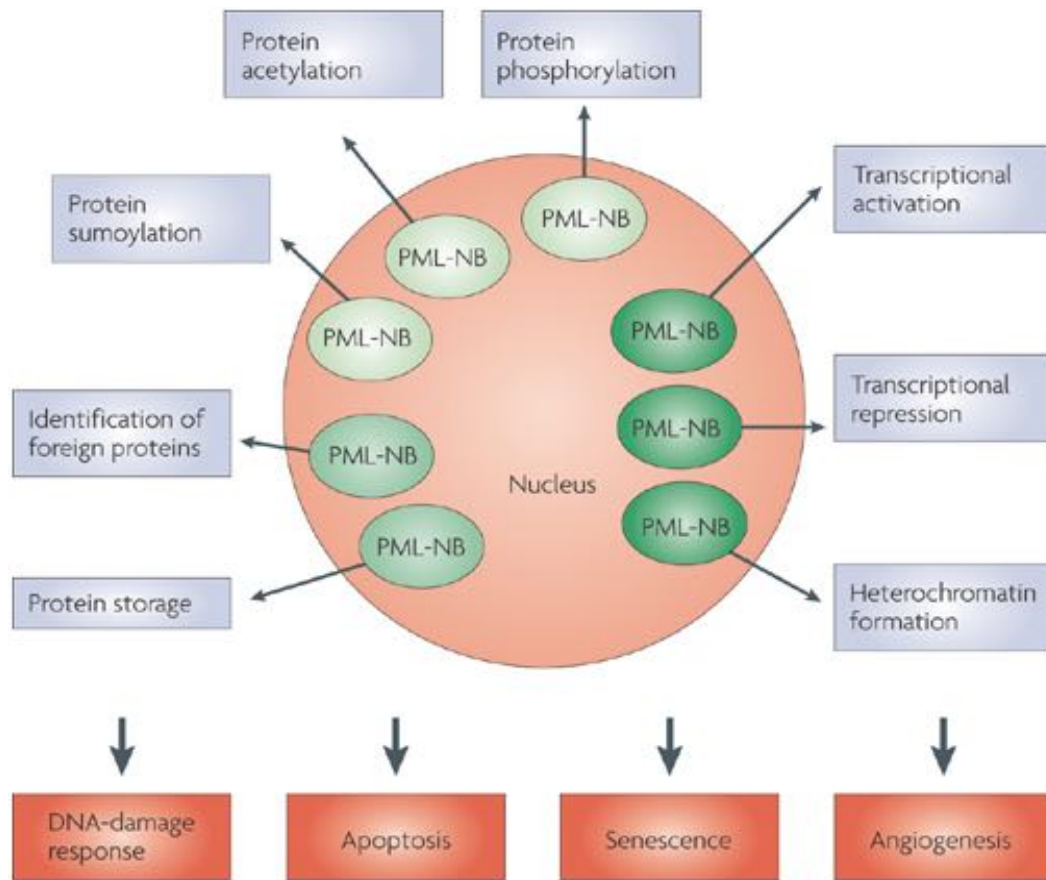 Protein
acetylation
Protein
phosphorylation
Protein
sumoylation
Transcriptional
activation
PML-NB
PML-NB
PML-NB
PML-NB
Identification of
foreign proteins
PML-NB
PML-NB
Transcriptional
repression
Nucleus
PML-NB
PML-NB
Protein storage
Heterochromatin
formation
DNA-damage
response
Apoptosis
Senescence
Angiogenesis